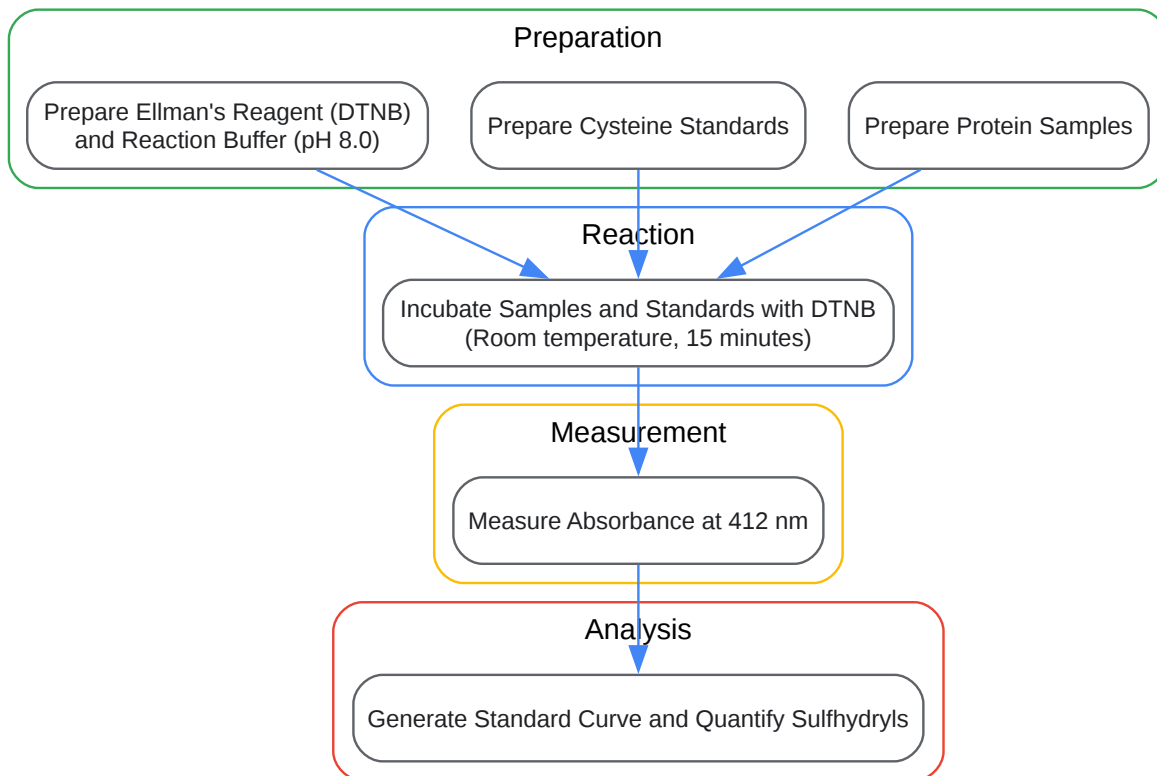 Preparation
Prepare Ellman's Reagent (DTNB)
and Reaction Buffer (pH 8.0)
Prepare Cysteine Standards
Prepare Protein Samples
Reaction
Incubate Samples and Standards with DTNB
(Room temperature, 15 minutes)
Measurement
Measure Absorbance at 412 nm
Analysis
Generate Standard Curve and Quantify Sulfhydryls